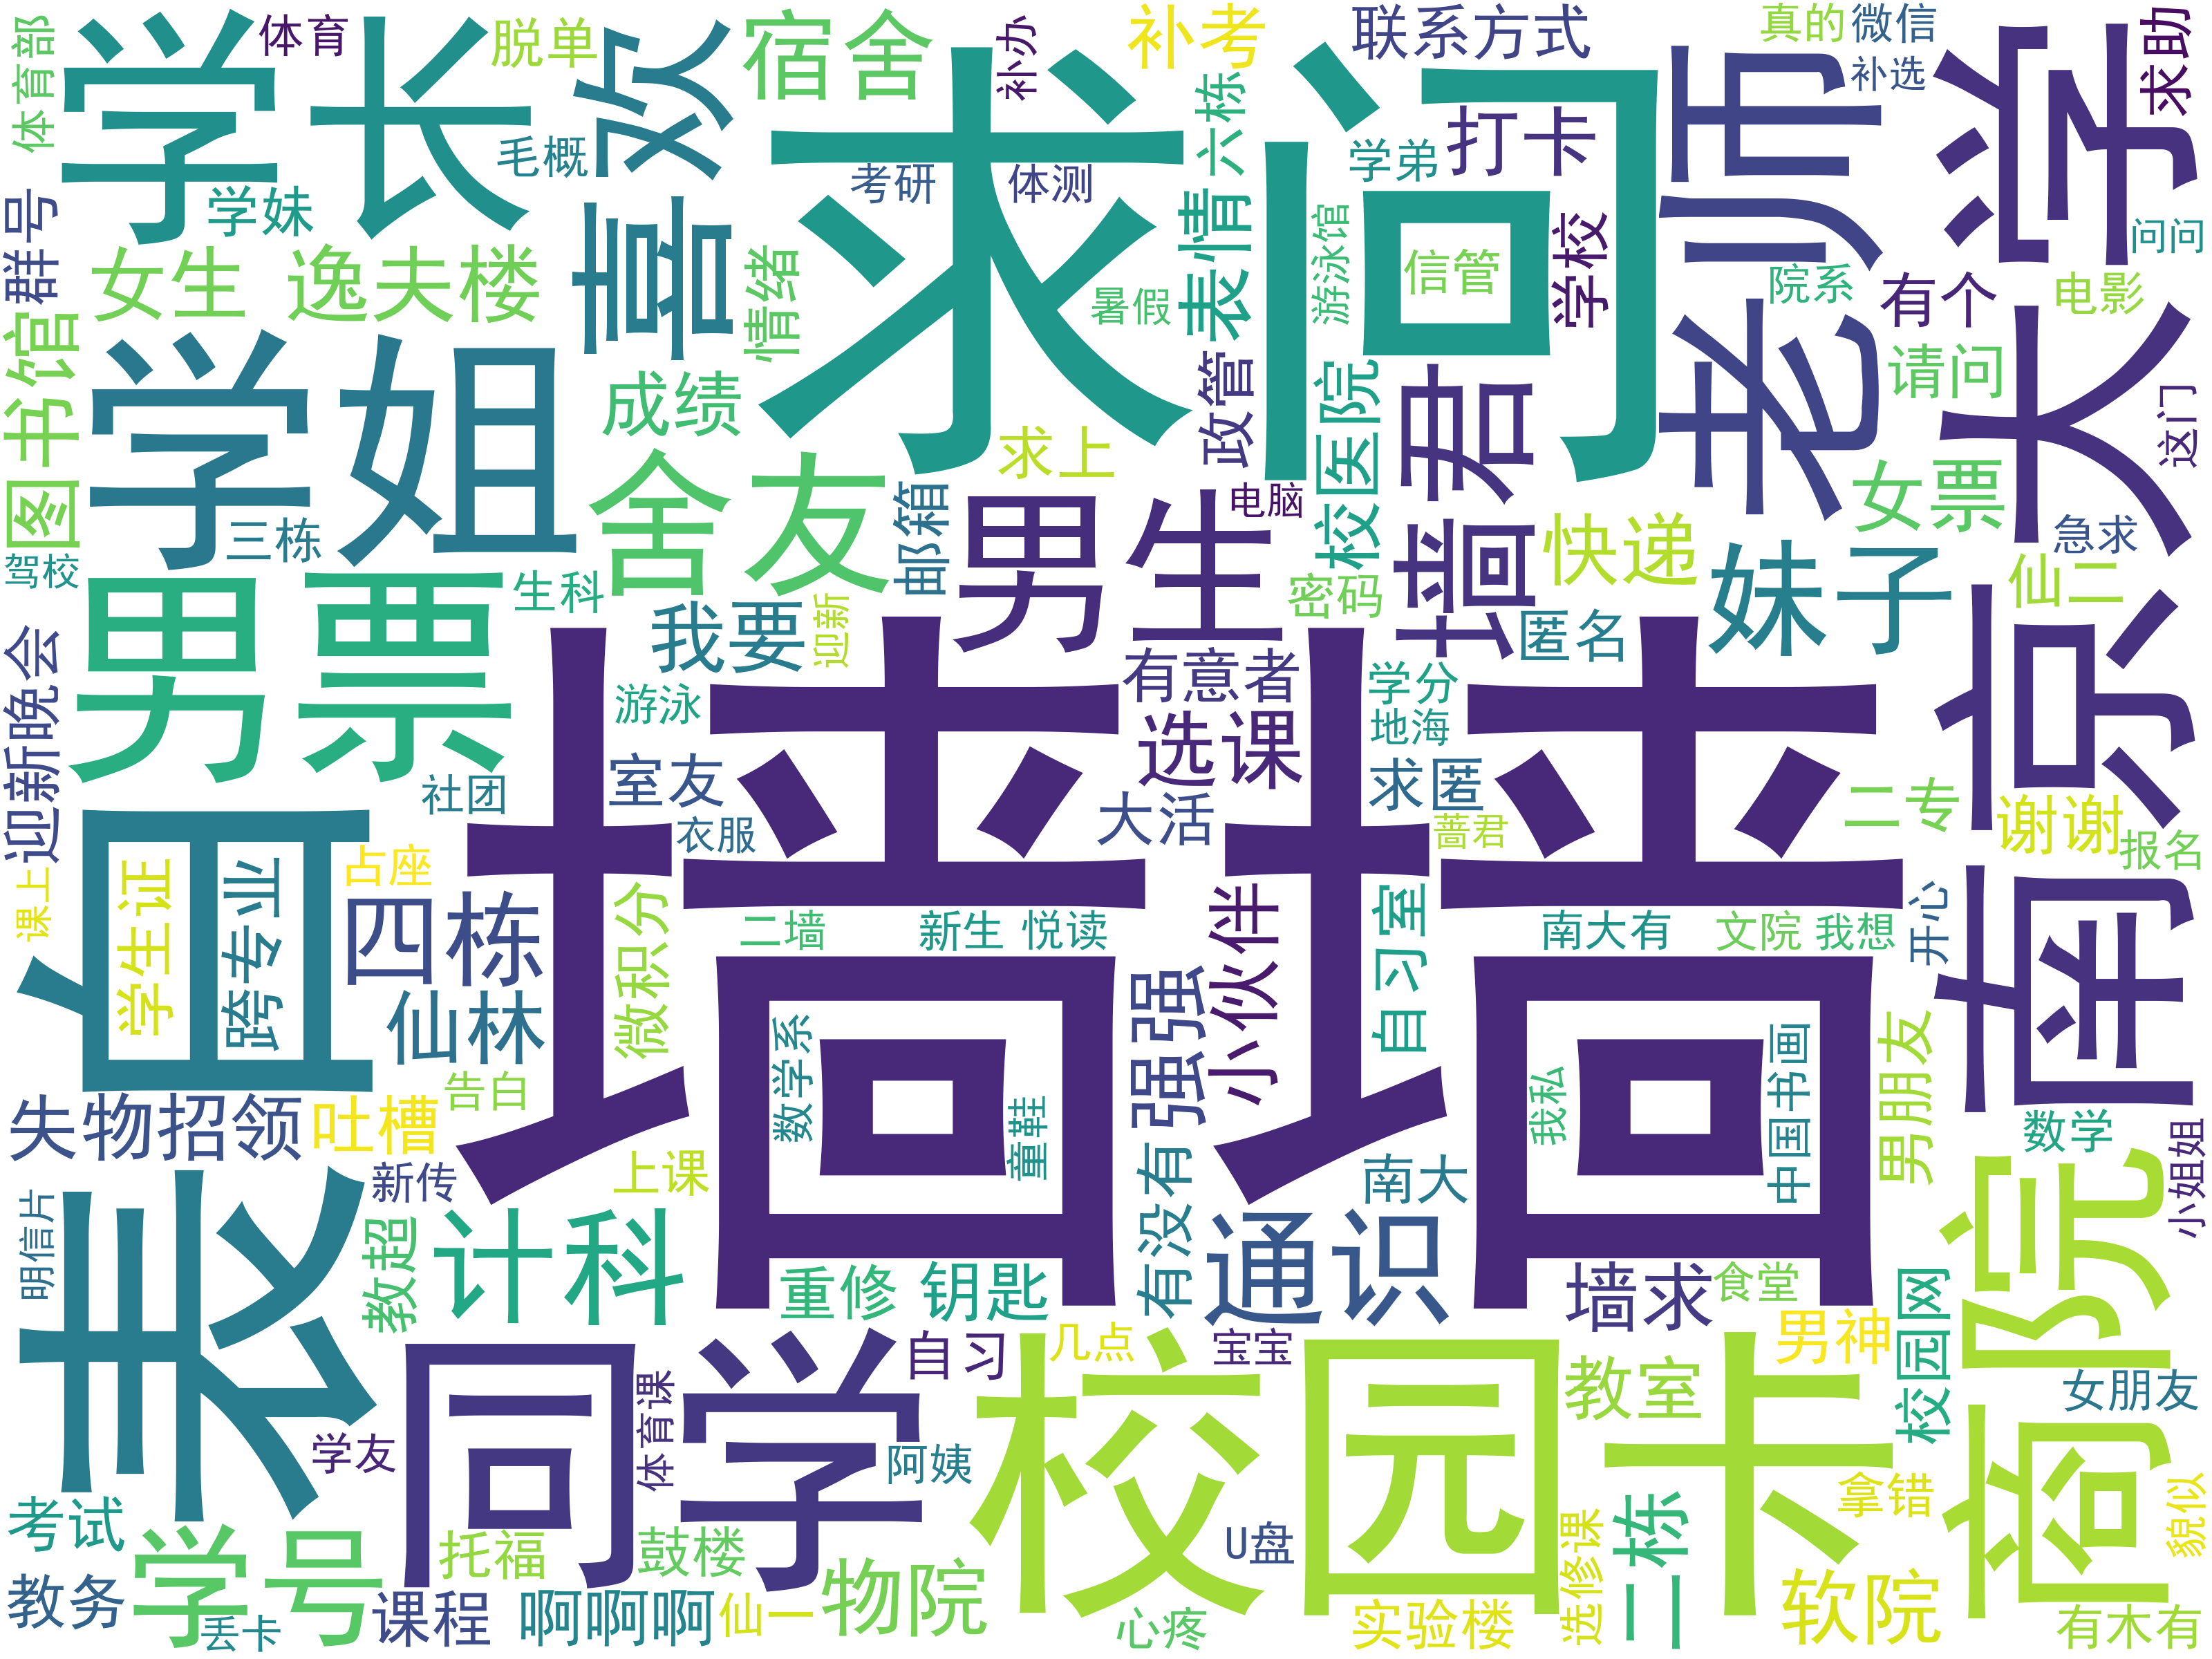 体育部
学长
体育
脱单
喜欢
宿舍
补办
补考
联系方式
真的
微信
补选
求助
求问
六栋
学弟
打卡
老师
南京大学
毛概
考研
体测
学妹
群号
女生
逸夫楼
情绪
暑假
表情
游泳馆
信管
学校
院系
有个
电影
问问
图书馆
学姐
成绩
求上
政管
校医院
墙君
请问
这门
女票
舍友
三栋
邮箱
男生
电脑
快递
妹子
急求
仙二
驾校
男票
生科
我要
迎新
密码
匿名
迎新晚会
游泳
有意者
学分
地海
选课
社团
室友
衣服
大活
求匿
蔷君
二专
谢谢
报名
表白
墙墙
课上
学生证
跨专业
占座
四栋
仙林
微积分
二墙
新生
悦读
小伙伴
自习室
南大有
文院
我想
开心
告白
数学系
童鞋
强强
我私
中国书画
男朋友
失物招领
吐槽
新传
上课
有没有
南大
数学
小姐姐
明信片
教超
计科
重修
钥匙
通识
墙求
食堂
商院
校园网
同学
自习
几点
宝宝
校园卡
教室
男神
女朋友
学友
体育课
阿姨
拿错
貌似
考试
学号
托福
鼓楼
U盘
选修课
二栋
软院
教务
丢卡
课程
啊啊啊
仙一
物院
心疼
实验楼
有木有